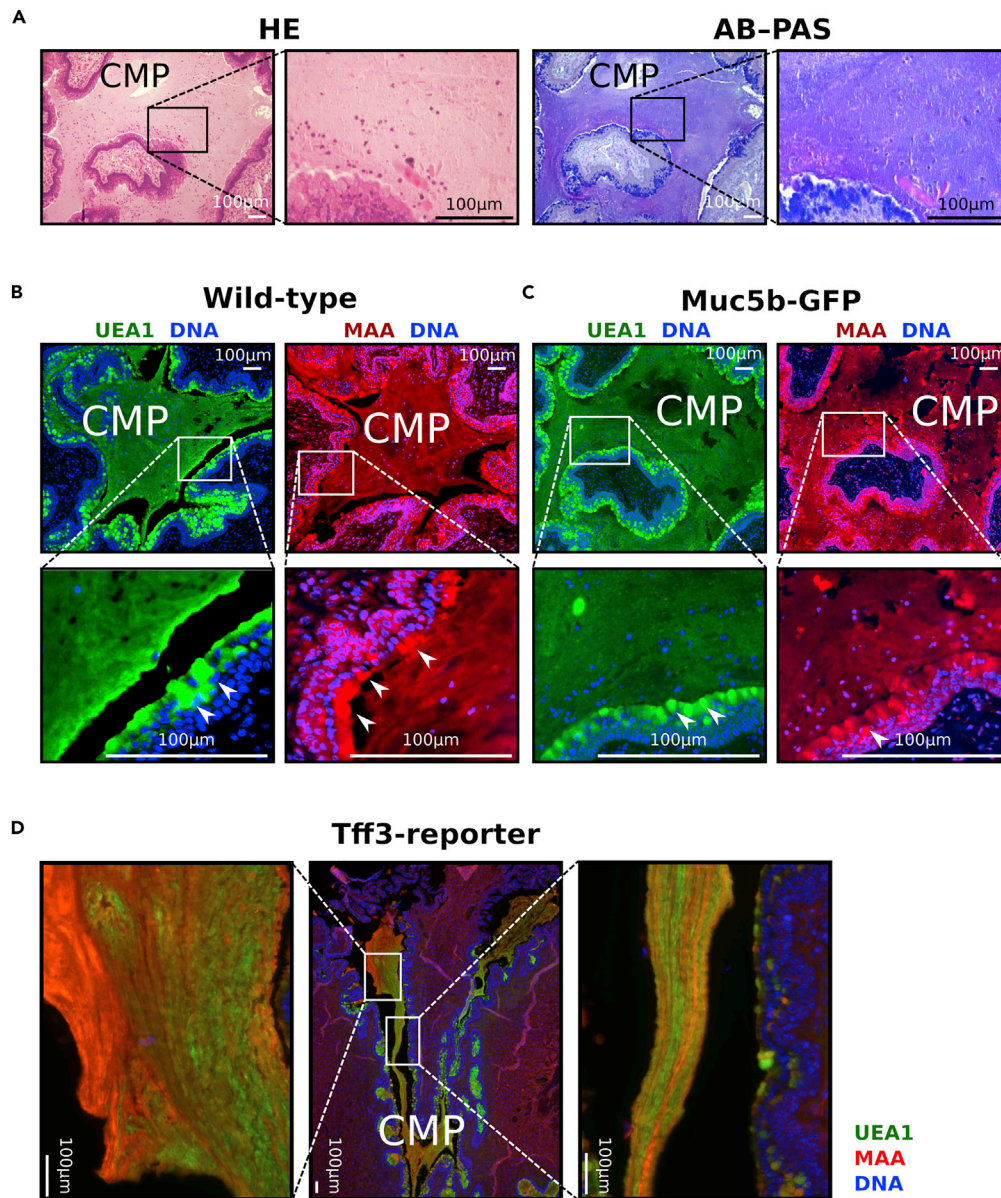 A
HE
AB–PAS
CMP
100µm
100µm
CMP
100µm
100µm
B
Wild-type
UEA1 DNA
MAA DNA
100µm
CMP
100µm
CMP
100µm
100µm
C
Muc5b-GFP
UEA1 DNA
MAA DNA
100µm
CMP
100µm
CMP
100µm
100µm
D
Tff3-reporter
100µm
CMP
100µm
100µm
UEA1
MAA
DNA